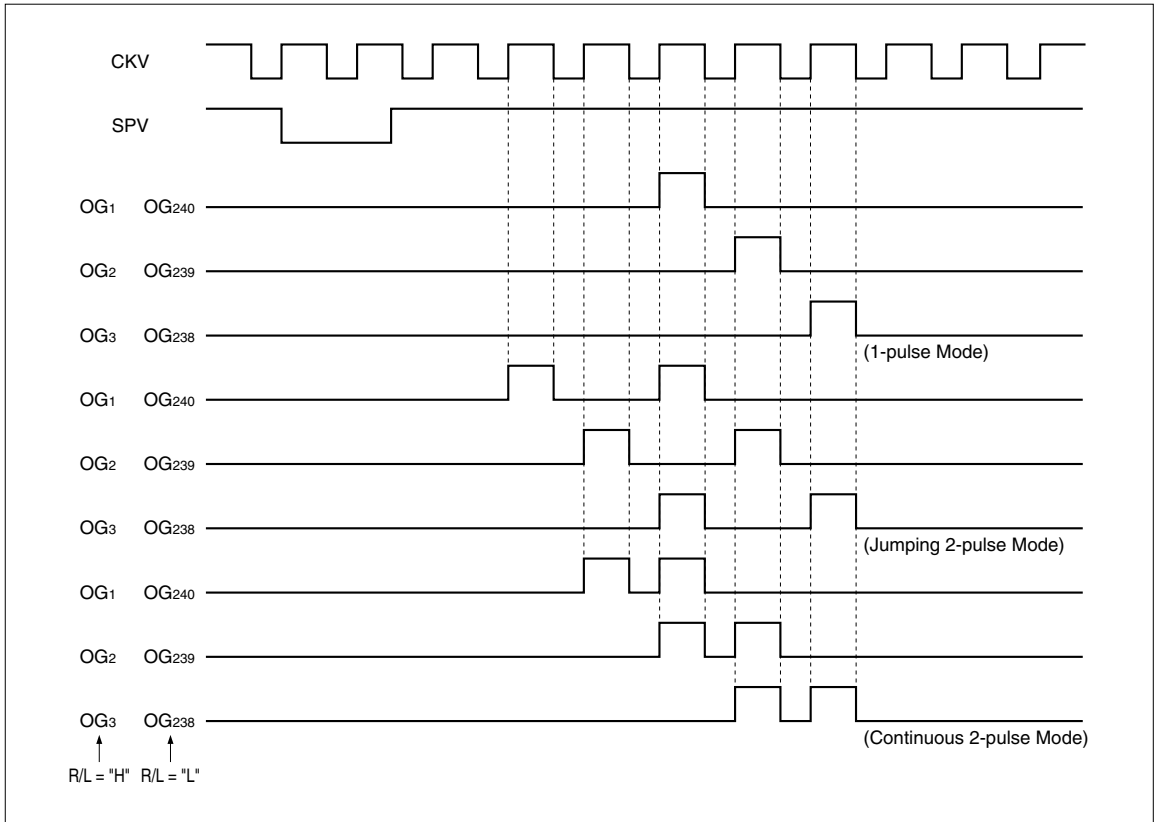 CKV
SPV
OG1 OG240
OG2 OG239
OG3 OG238
(1-pulse Mode)
OG1 OG240
OG2 OG239
OG3 OG238
(Jumping 2-pulse Mode)
OG1 OG240
OG2 OG239
OG3 OG238
(Continuous 2-pulse Mode)
R/L = "H" R/L = "L"